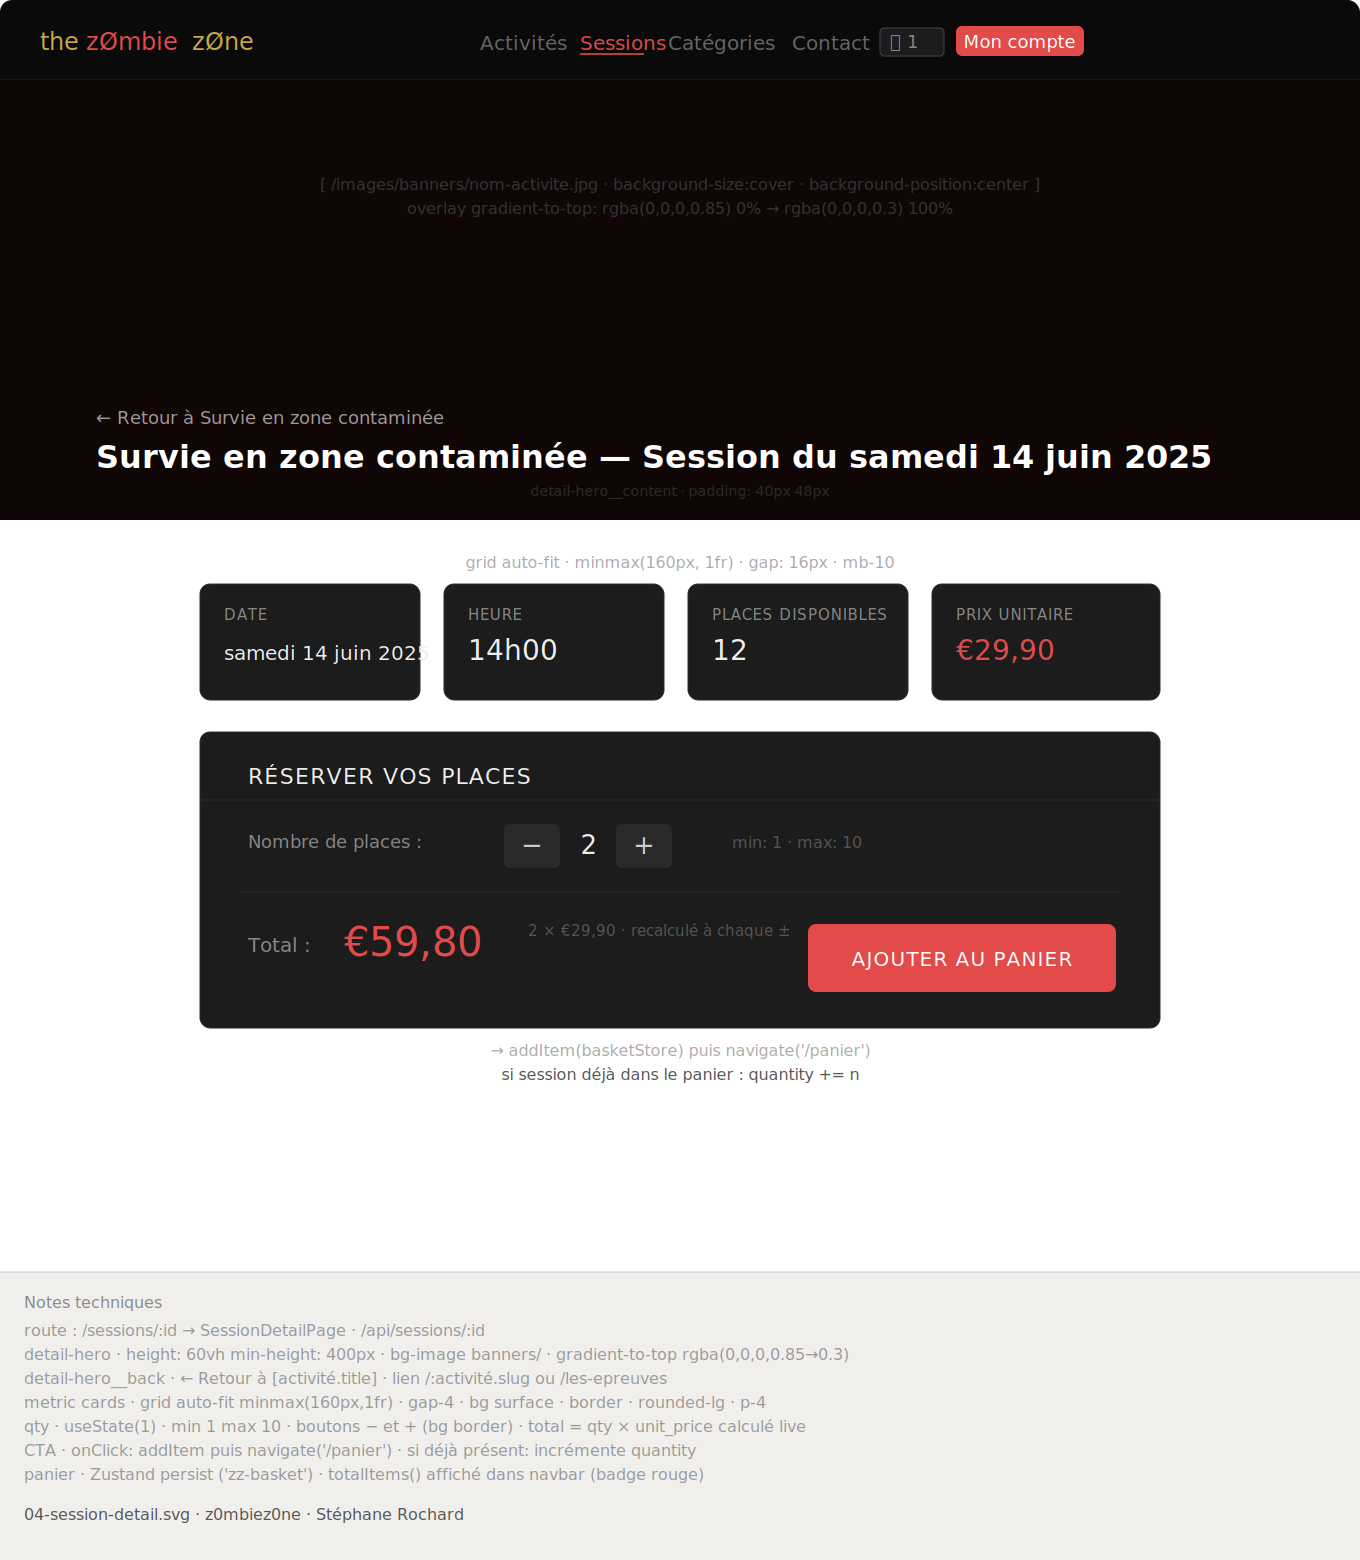 the zØmbie zØne
Activités Sessions Catégories Contact 1 Mon compte
[ /images/banners/nom-activite.jpg · background-size:cover · background-position:center ]
overlay gradient-to-top: rgba(0,0,0,0.85) 0% → rgba(0,0,0,0.3) 100%
← Retour à Survie en zone contaminée
Survie en zone contaminée — Session du samedi 14 juin 2025
detail-hero__content · padding: 40px 48px
grid auto-fit · minmax(160px, 1fr) · gap: 16px · mb-10
DATE
samedi 14 juin 2025
HEURE
14h00
PLACES DISPONIBLES
12
PRIX UNITAIRE
€29,90
RÉSERVER VOS PLACES
Nombre de places : − 2 + min: 1 · max: 10
Total : €59,80 2 × €29,90 · recalculé à chaque ±
AJOUTER AU PANIER
→ addItem(basketStore) puis navigate('/panier')
si session déjà dans le panier : quantity += n
Notes techniques
route : /sessions/:id → SessionDetailPage · /api/sessions/:id
detail-hero · height: 60vh min-height: 400px · bg-image banners/ · gradient-to-top rgba(0,0,0,0.85→0.3)
detail-hero__back · ← Retour à [activité.title] · lien /:activité.slug ou /les-epreuves
metric cards · grid auto-fit minmax(160px,1fr) · gap-4 · bg surface · border · rounded-lg · p-4
qty · useState(1) · min 1 max 10 · boutons − et + (bg border) · total = qty × unit_price calculé live
CTA · onClick: addItem puis navigate('/panier') · si déjà présent: incrémente quantity
panier · Zustand persist ('zz-basket') · totalItems() affiché dans navbar (badge rouge)
04-session-detail.svg · z0mbiez0ne · Stéphane Rochard